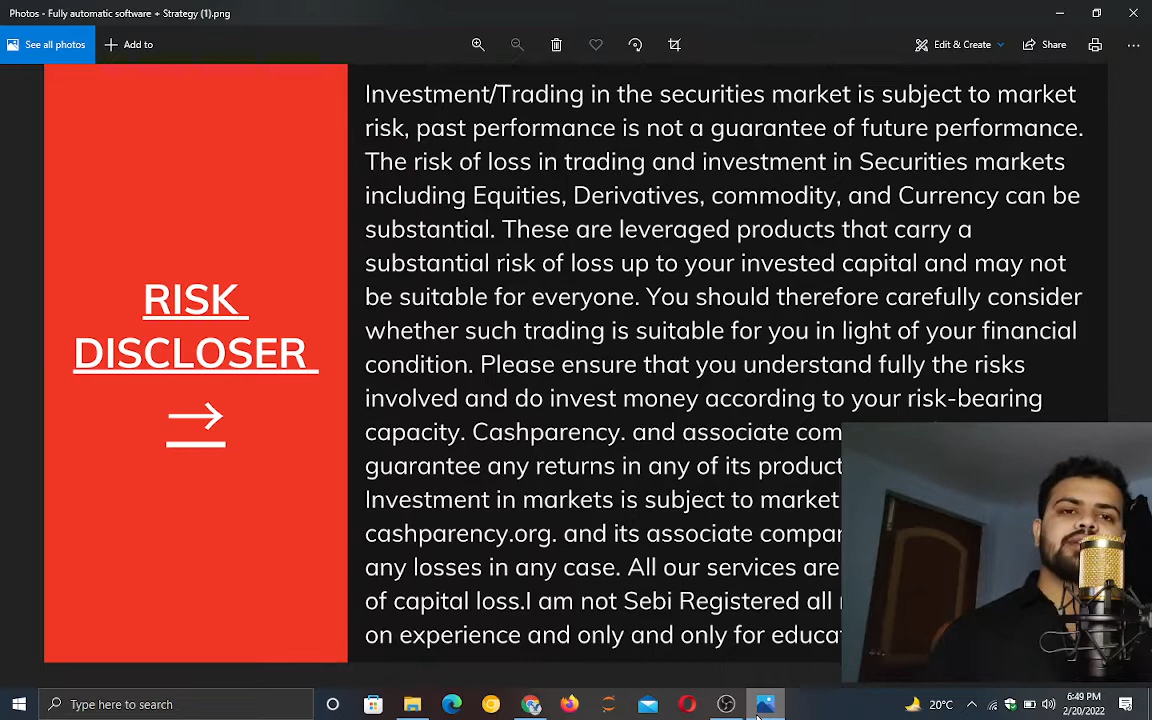 Photos - Fully automatic software + Strategy (1).png
See all photos
Add to
Edit & Create
Share
RISK
DISCLOSER
→
Investment/Trading in the securities market is subject to market
risk, past performance is not a guarantee of future performance.
The risk of loss in trading and investment in Securities markets
including Equities, Derivatives, commodity, and Currency can be
substantial. These are leveraged products that carry a
substantial risk of loss up to your invested capital and may not
be suitable for everyone. You should therefore carefully consider
whether such trading is suitable for you in light of your financial
condition. Please ensure that you understand fully the risks
involved and do invest money according to your risk-bearing
capacity. Cashparency. and associate com
guarantee any returns in any of its product
Investment in markets is subject to market
cashparency.org. and its associate compar
any losses in any case. All our services are
of capital loss.I am not Sebi Registered all
on experience and only and only for educa
Type here to search
20°C
6:49 PM
2/20/2022